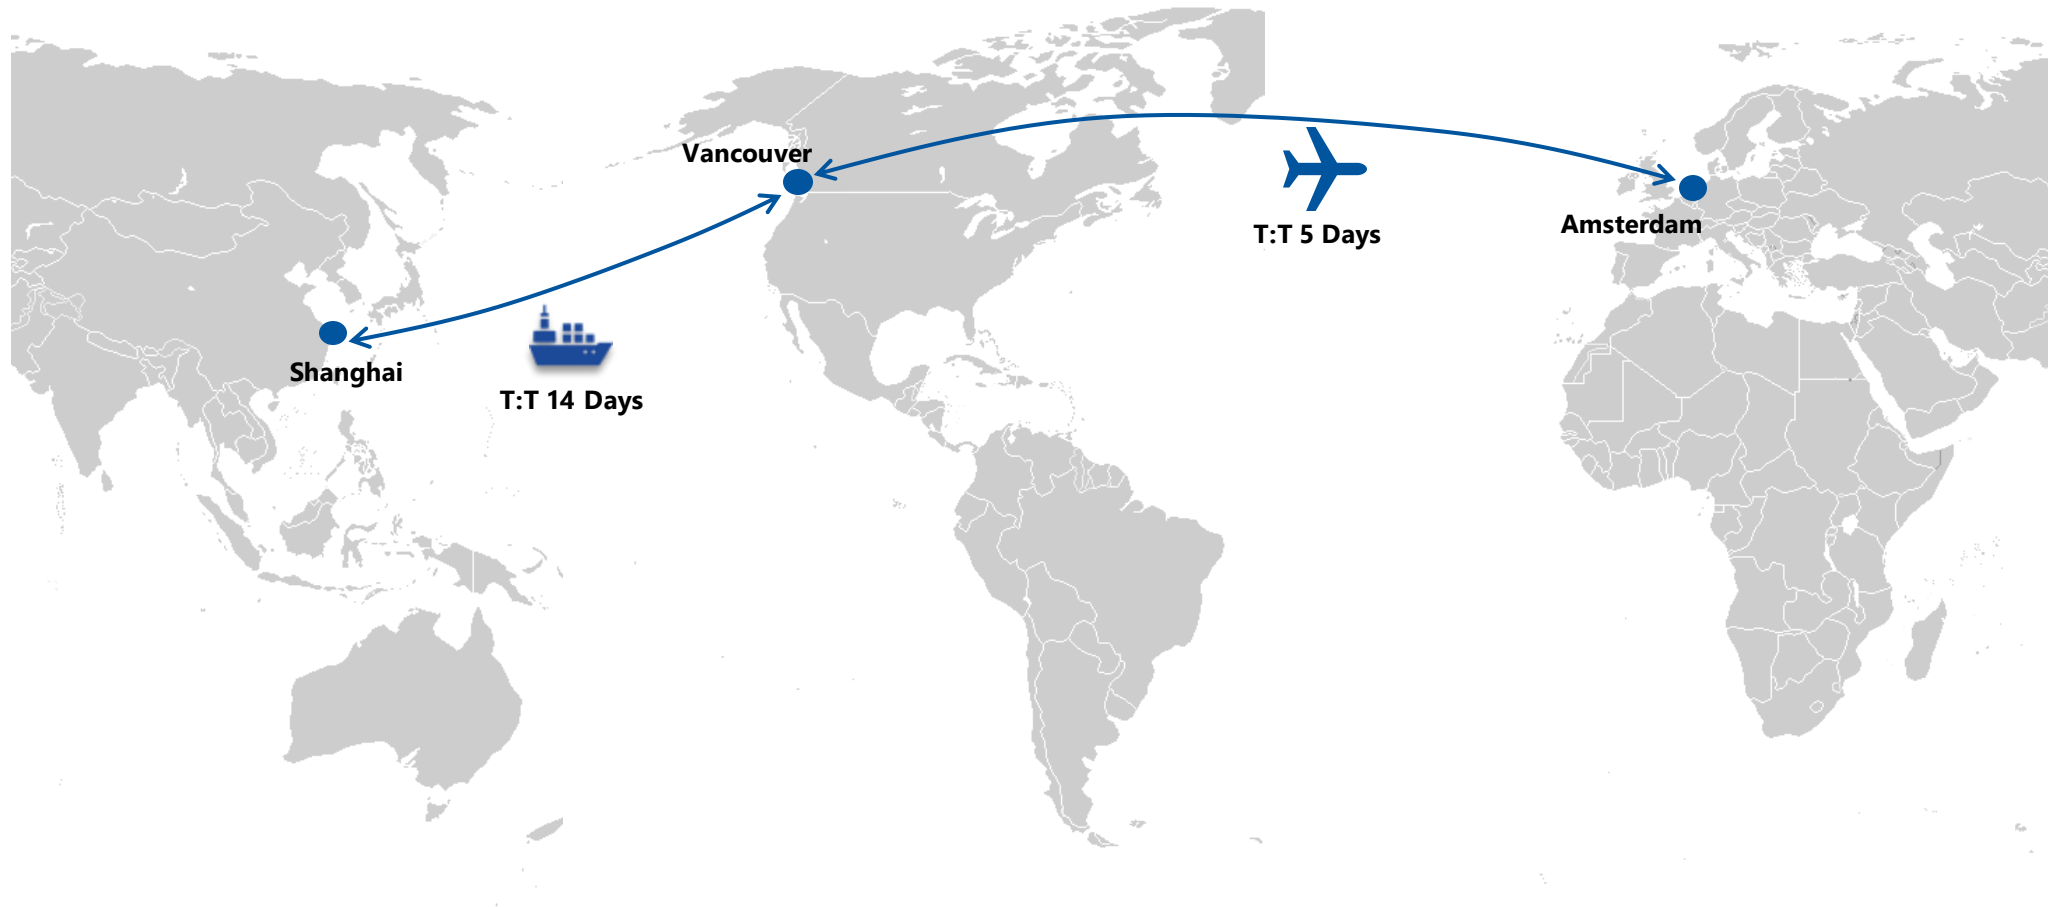 Vancouver
Amsterdam
T:T 5 Days
Shanghai
T:T 14 Days